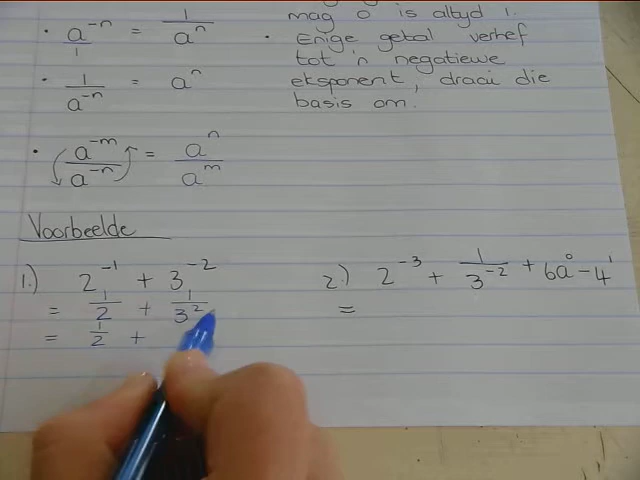 mag 0 is altyd 1.
• a^-n/1 = 1/a^n
• Enige getal verhef
tot 'n negatiewe
eksponent, draai die
basis om.
• 1/a^-n = a^n
• a^-m/a^-n = a^n/a^m
Voorbeelde
1.) 2^-1 + 3^-2
= 1/2 + 1/3^2
= 1/2 +
2.) 2^-3 + 1/3^-2 + 6a^0 - 4^1
=